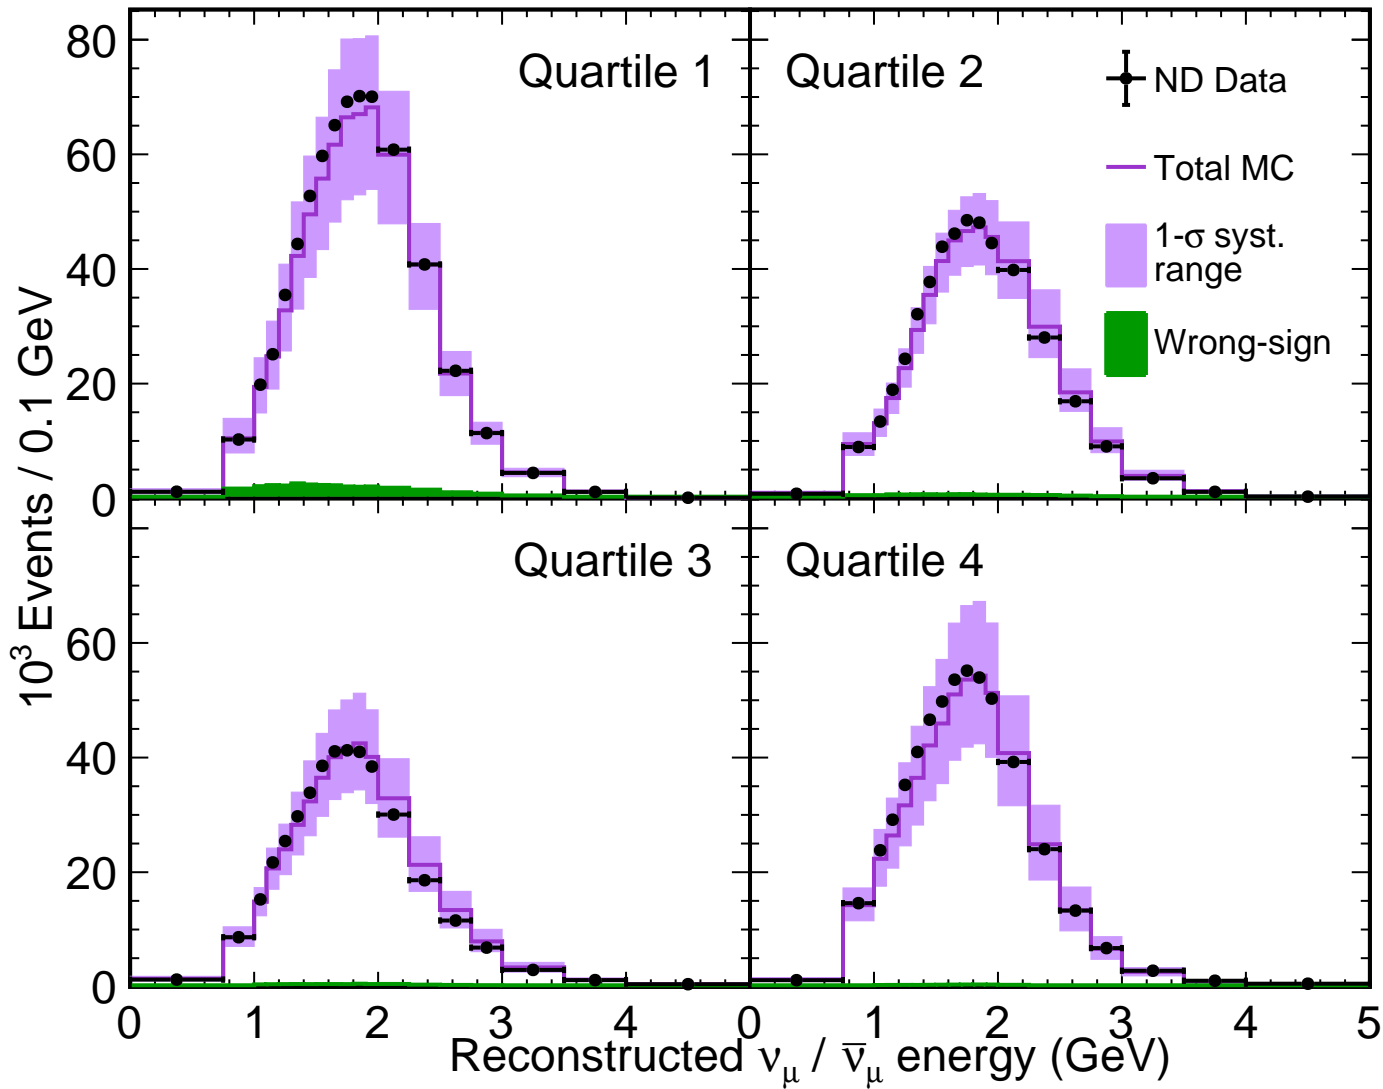 80
60
40
20
0
Quartile 1
Quartile 2
ND Data
Total MC
1-σ syst.
range
Wrong-sign
60
40
20
0
Quartile 3
Quartile 4
0 1 2 3 4 0 1 2 3 4 5
10³ Events / 0.1 GeV
Reconstructed ν_μ / ν̅_μ energy (GeV)